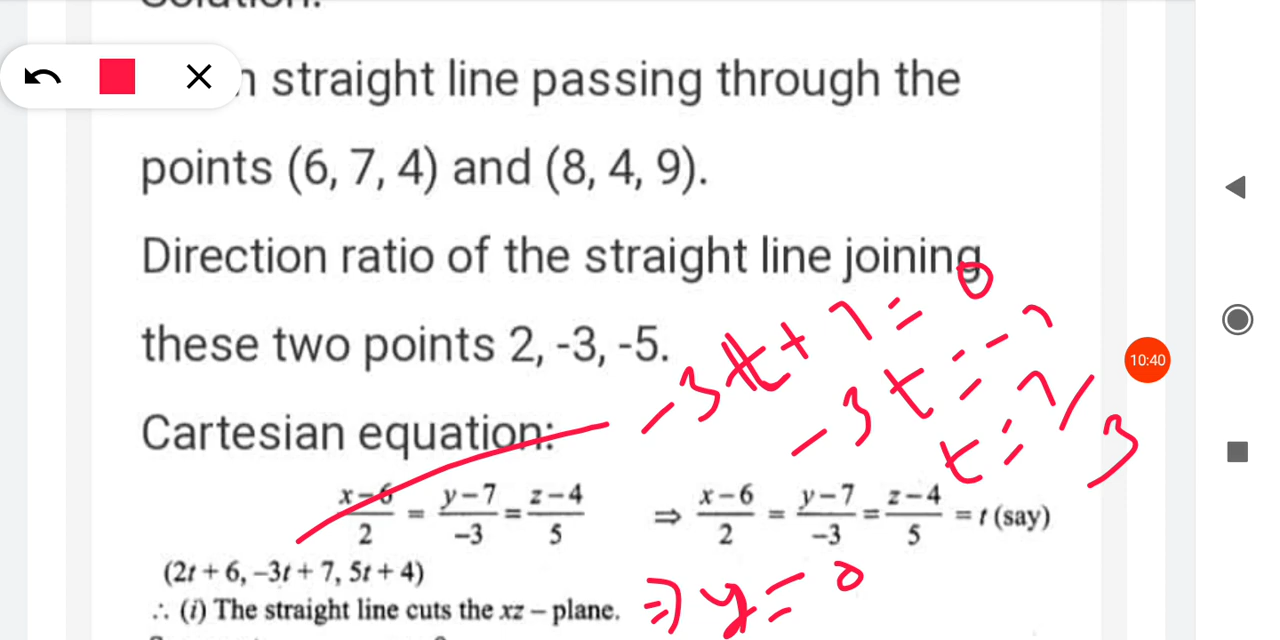 n straight line passing through the
points (6, 7, 4) and (8, 4, 9).
Direction ratio of the straight line joining
these two points 2, -3, -5.
-3t + 7 = 0
-3t = -7
t = 7/3
10:40
Cartesian equation:
x – 6 / 2 = y – 7 / –3 = z – 4 / 5 ⇒ x – 6 / 2 = y – 7 / –3 = z – 4 / 5 = t (say)
(2t + 6, –3t + 7, 5t + 4)
∴ (i) The straight line cuts the xz – plane. ⇒ y = 0